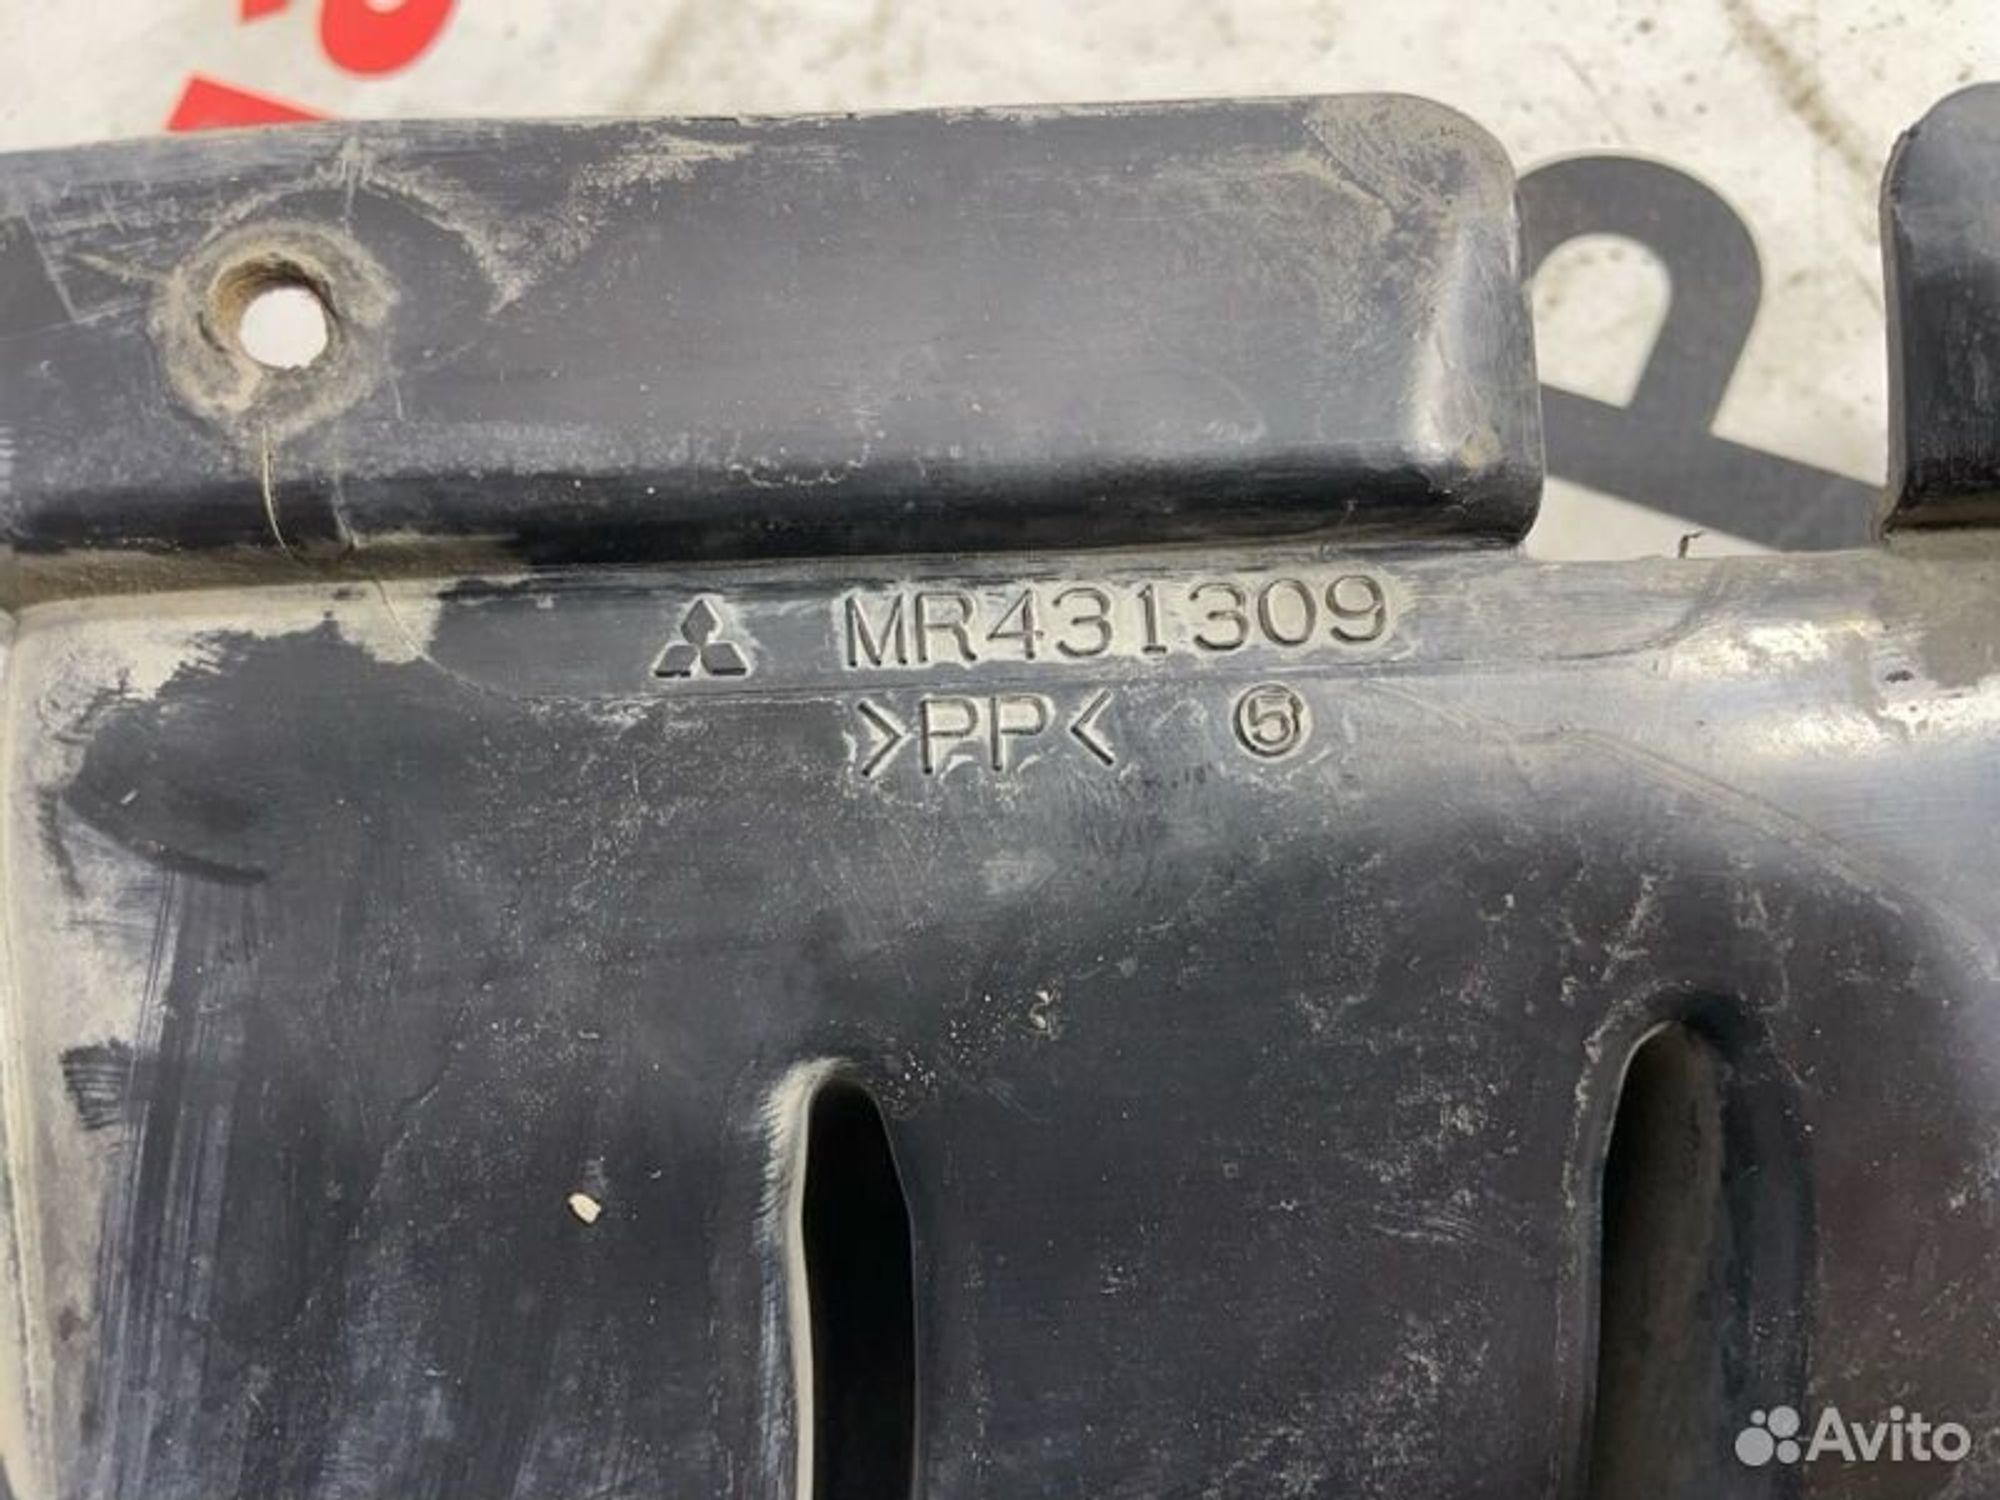 MR431309
>PP< ⑤
Avito